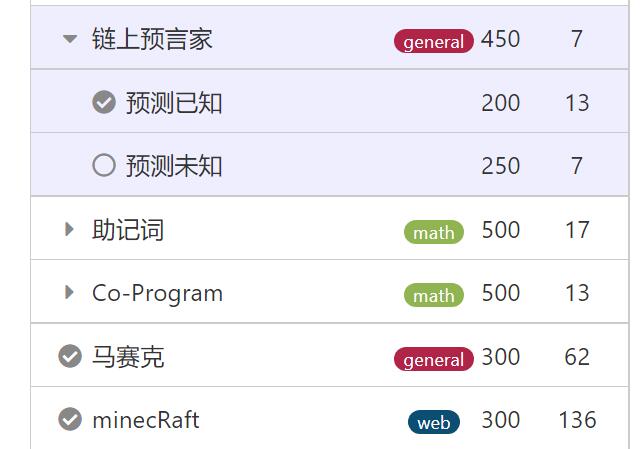 链上预言家 general 450 7
预测已知 200 13
预测未知 250 7
助记词 math 500 17
Co-Program math 500 13
马赛克 general 300 62
minecRaft web 300 136